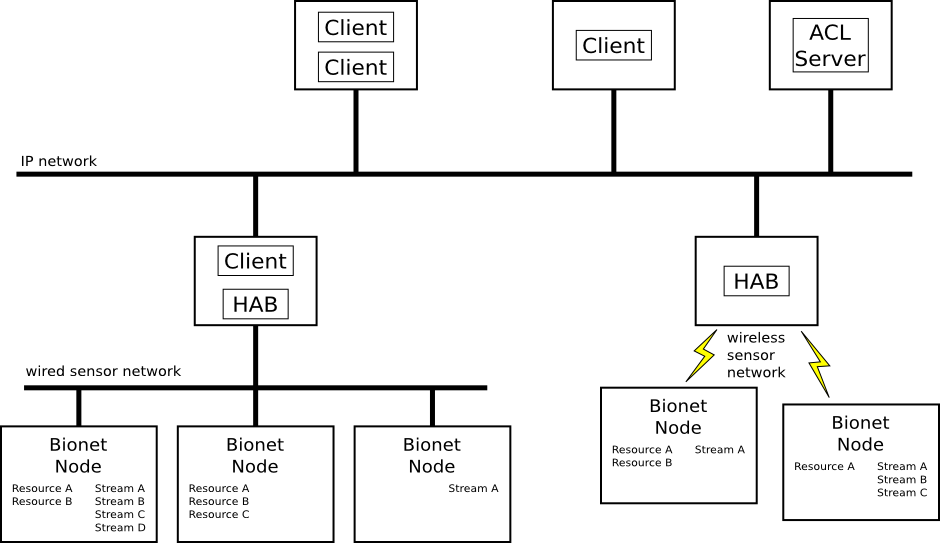 Client
Client
Client
ACL
Server
IP network
Client
HAB
HAB
wireless
sensor
network
wired sensor network
Bionet
Node
Resource A
Resource B
Stream A
Stream B
Stream C
Stream D
Bionet
Node
Resource A
Resource B
Resource C
Bionet
Node
Stream A
Bionet
Node
Resource A
Resource B
Stream A
Bionet
Node
Resource A
Stream A
Stream B
Stream C